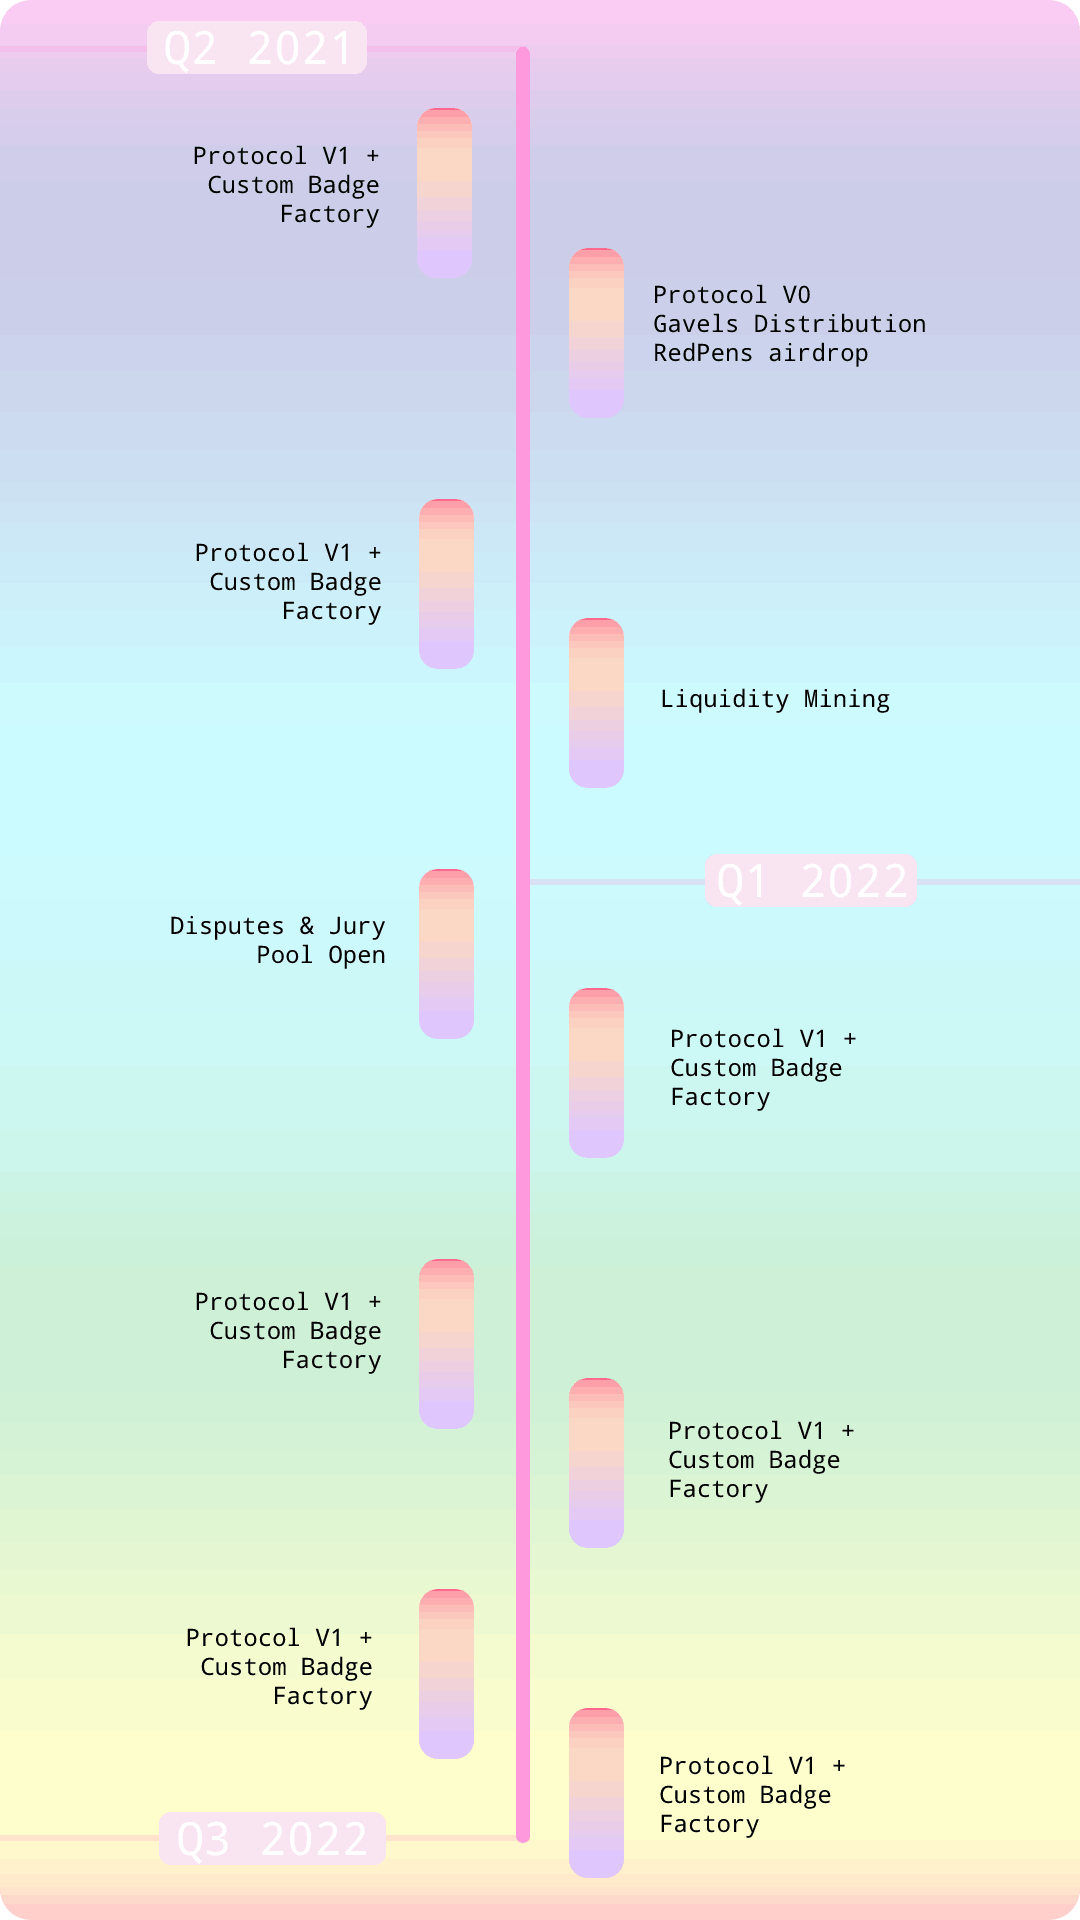 Q2 2021
Protocol V1 +
Custom Badge
Factory
Protocol V0
Gavels Distribution
RedPens airdrop
Protocol V1 +
Custom Badge
Factory
Liquidity Mining
Q1 2022
Disputes & Jury
Pool Open
Protocol V1 +
Custom Badge
Factory
Protocol V1 +
Custom Badge
Factory
Protocol V1 +
Custom Badge
Factory
Protocol V1 +
Custom Badge
Factory
Protocol V1 +
Custom Badge
Factory
Q3 2022